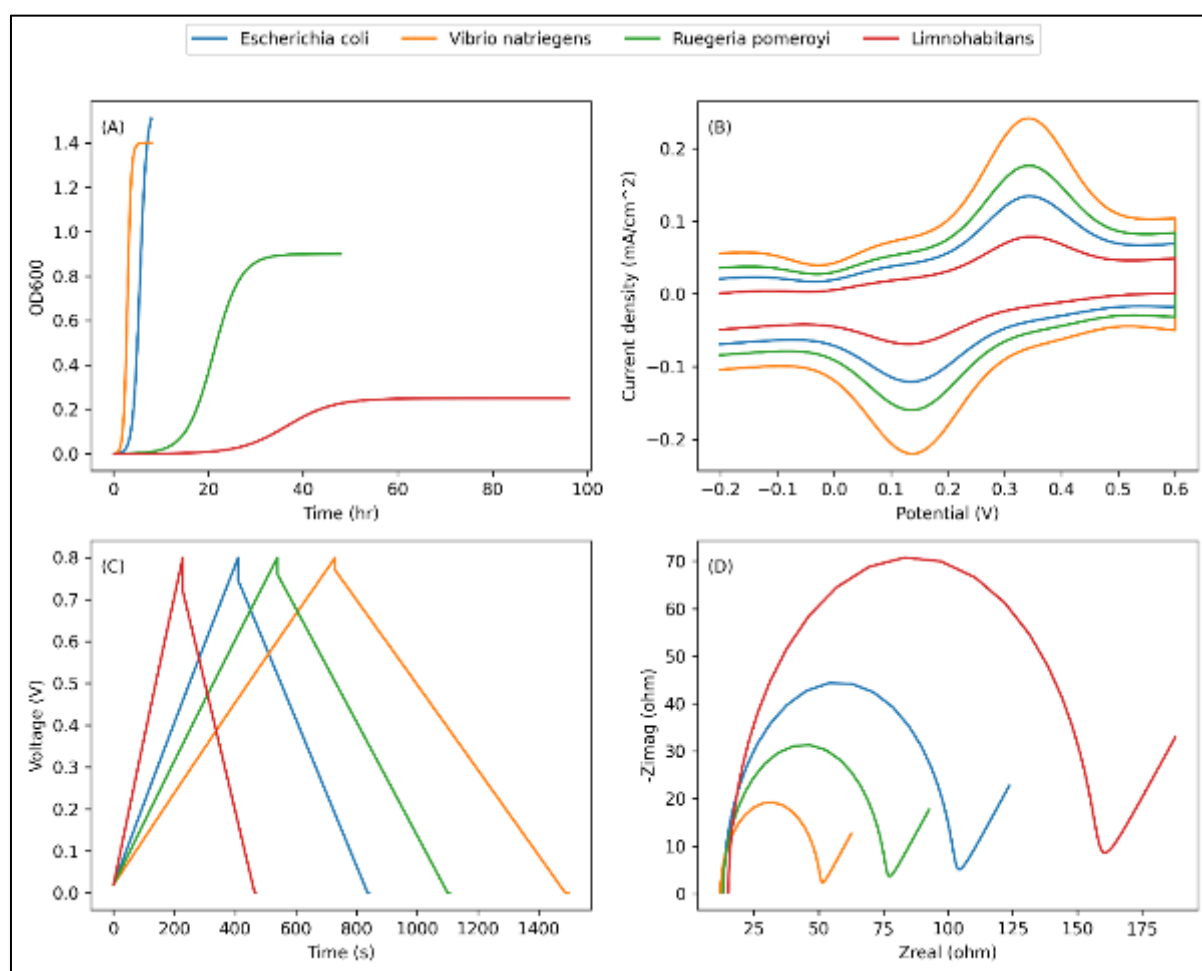 Escherichia coli Vibrio natriegens Ruegeria pomeroyi Limnohabitans
(A)
1.4
1.2
1.0
0.8
0.6
0.4
0.2
0.0
OD600
0 20 40 60 80 100
Time (hr)
(B)
0.2
0.1
0.0
−0.1
−0.2
Current density (mA/cm^2)
−0.2 −0.1 0.0 0.1 0.2 0.3 0.4 0.5 0.6
Potential (V)
(C)
0.8
0.7
0.6
0.5
0.4
0.3
0.2
0.1
0.0
Voltage (V)
0 200 400 600 800 1000 1200 1400
Time (s)
(D)
70
60
50
40
30
20
10
0
-Zimag (ohm)
25 50 75 100 125 150 175
Zreal (ohm)